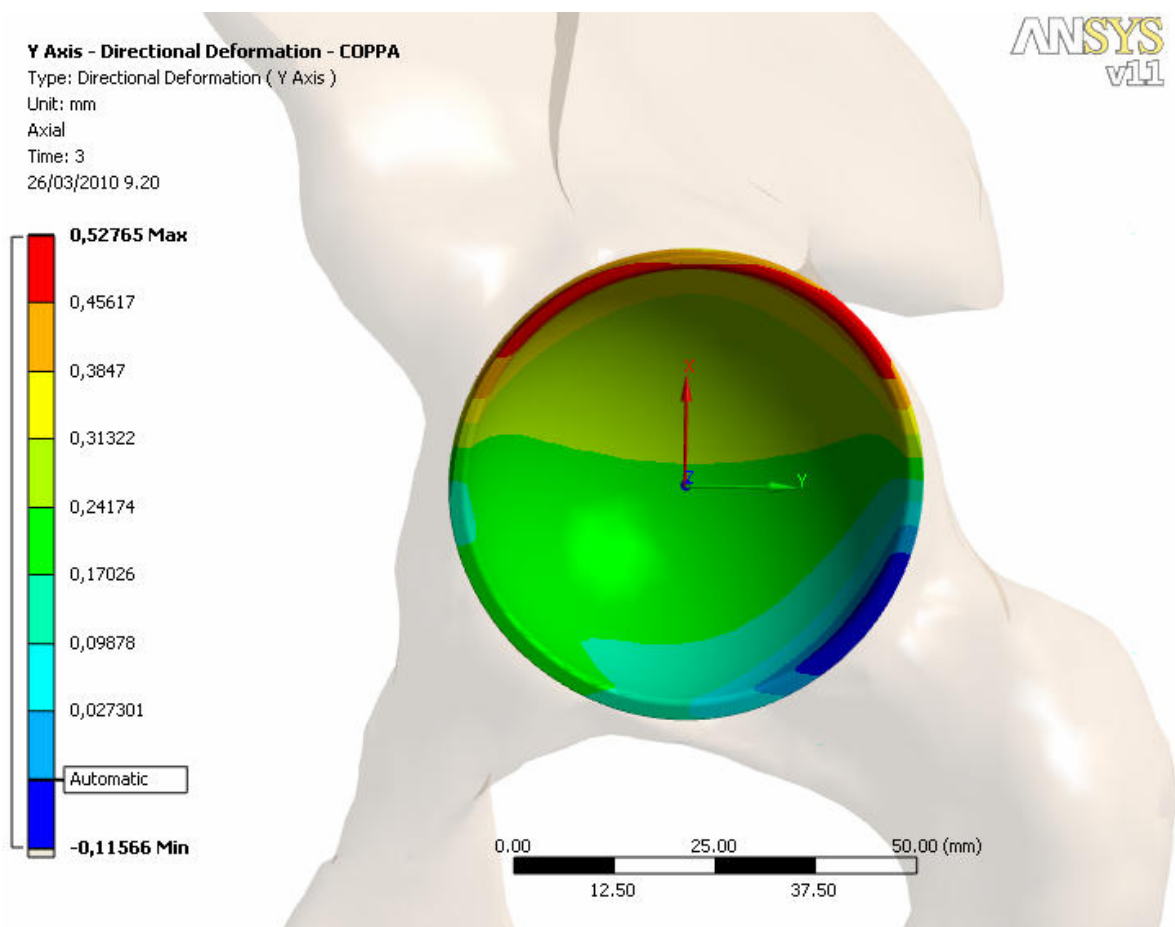 Y Axis - Directional Deformation - COPPA
Type: Directional Deformation ( Y Axis )
Unit: mm
Axial
Time: 3
26/03/2010 9.20
ANSYS
v11
0,52765 Max
0,45617
0,3847
0,31322
0,24174
0,17026
0,09878
0,027301
Automatic
-0,11566 Min
X
Z
Y
0.00 25.00 50.00 (mm)
12.50 37.50